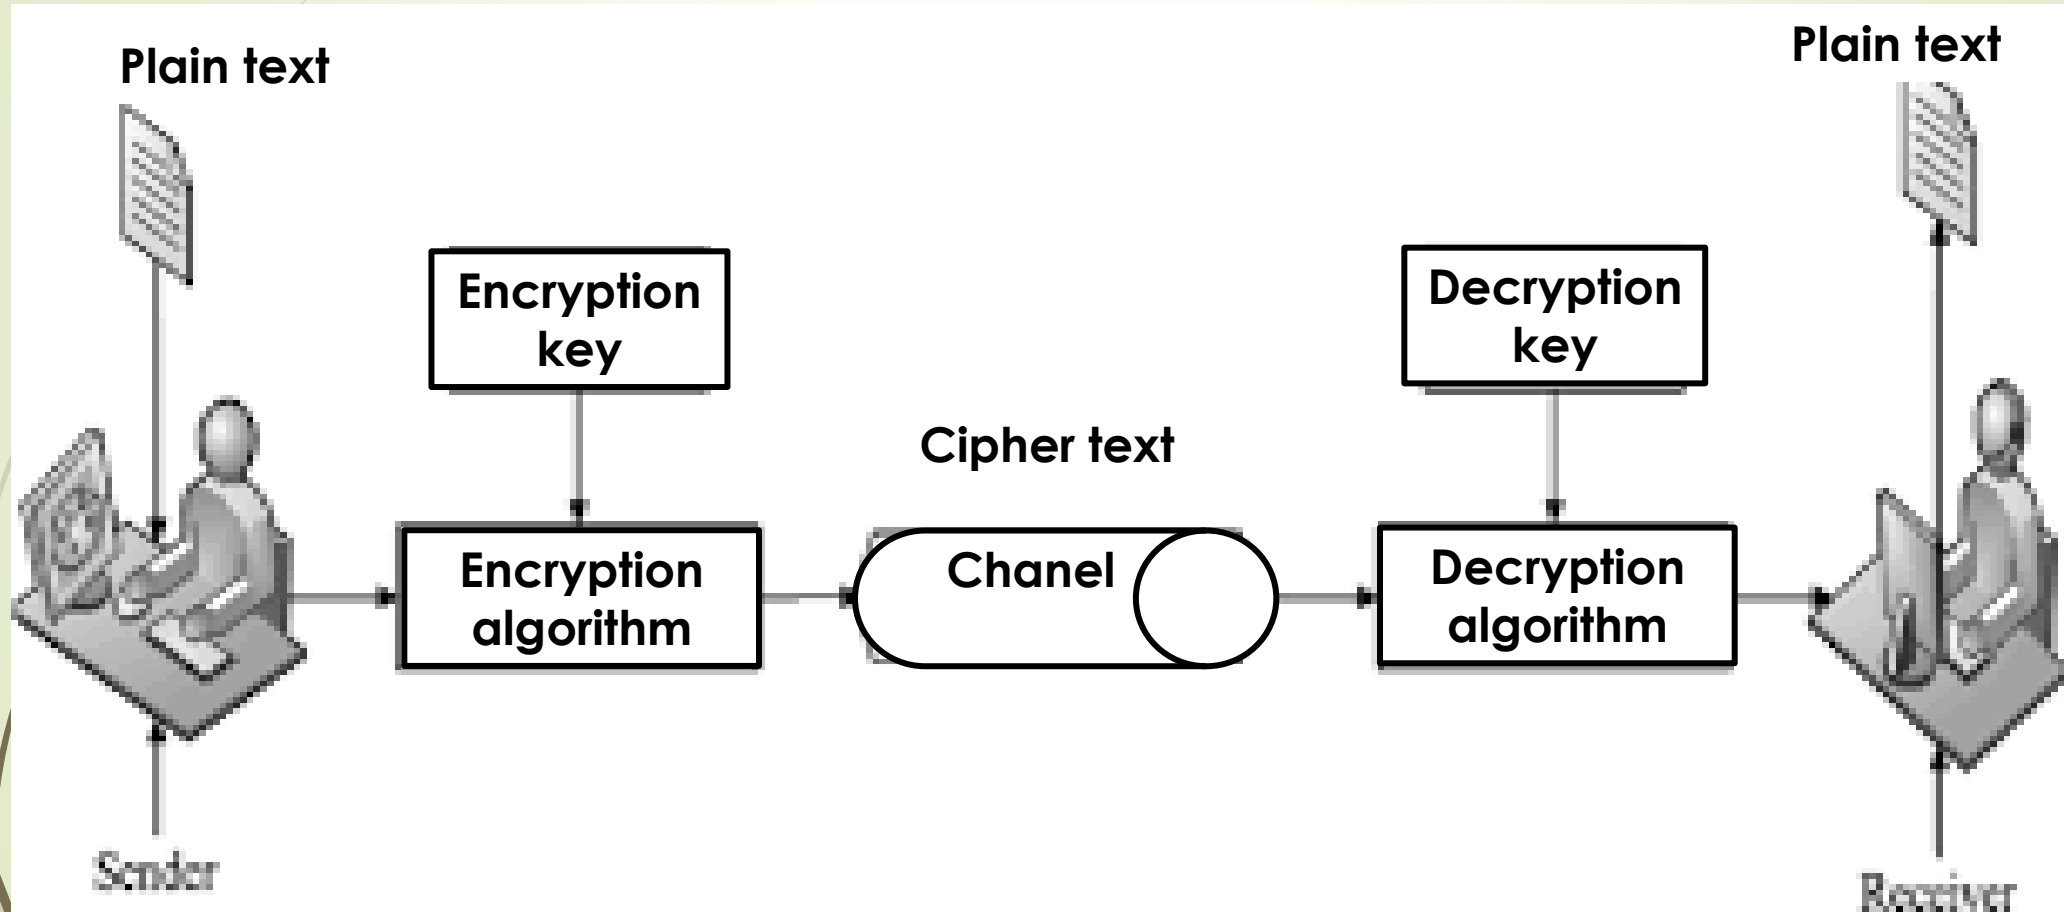 Plain text
Plain text
Encryption
key
Decryption
key
Cipher text
Encryption
algorithm
Chanel
Decryption
algorithm
Sender
Receiver